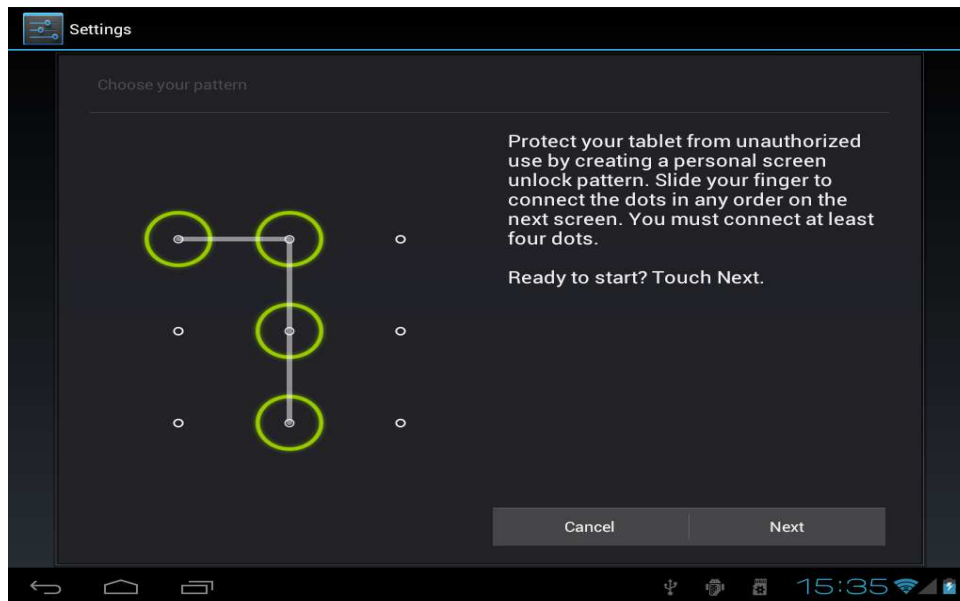 Settings
Choose your pattern
Protect your tablet from unauthorized
use by creating a personal screen
unlock pattern. Slide your finger to
connect the dots in any order on the
next screen. You must connect at least
four dots.
Ready to start? Touch Next.
Cancel
Next
15:35